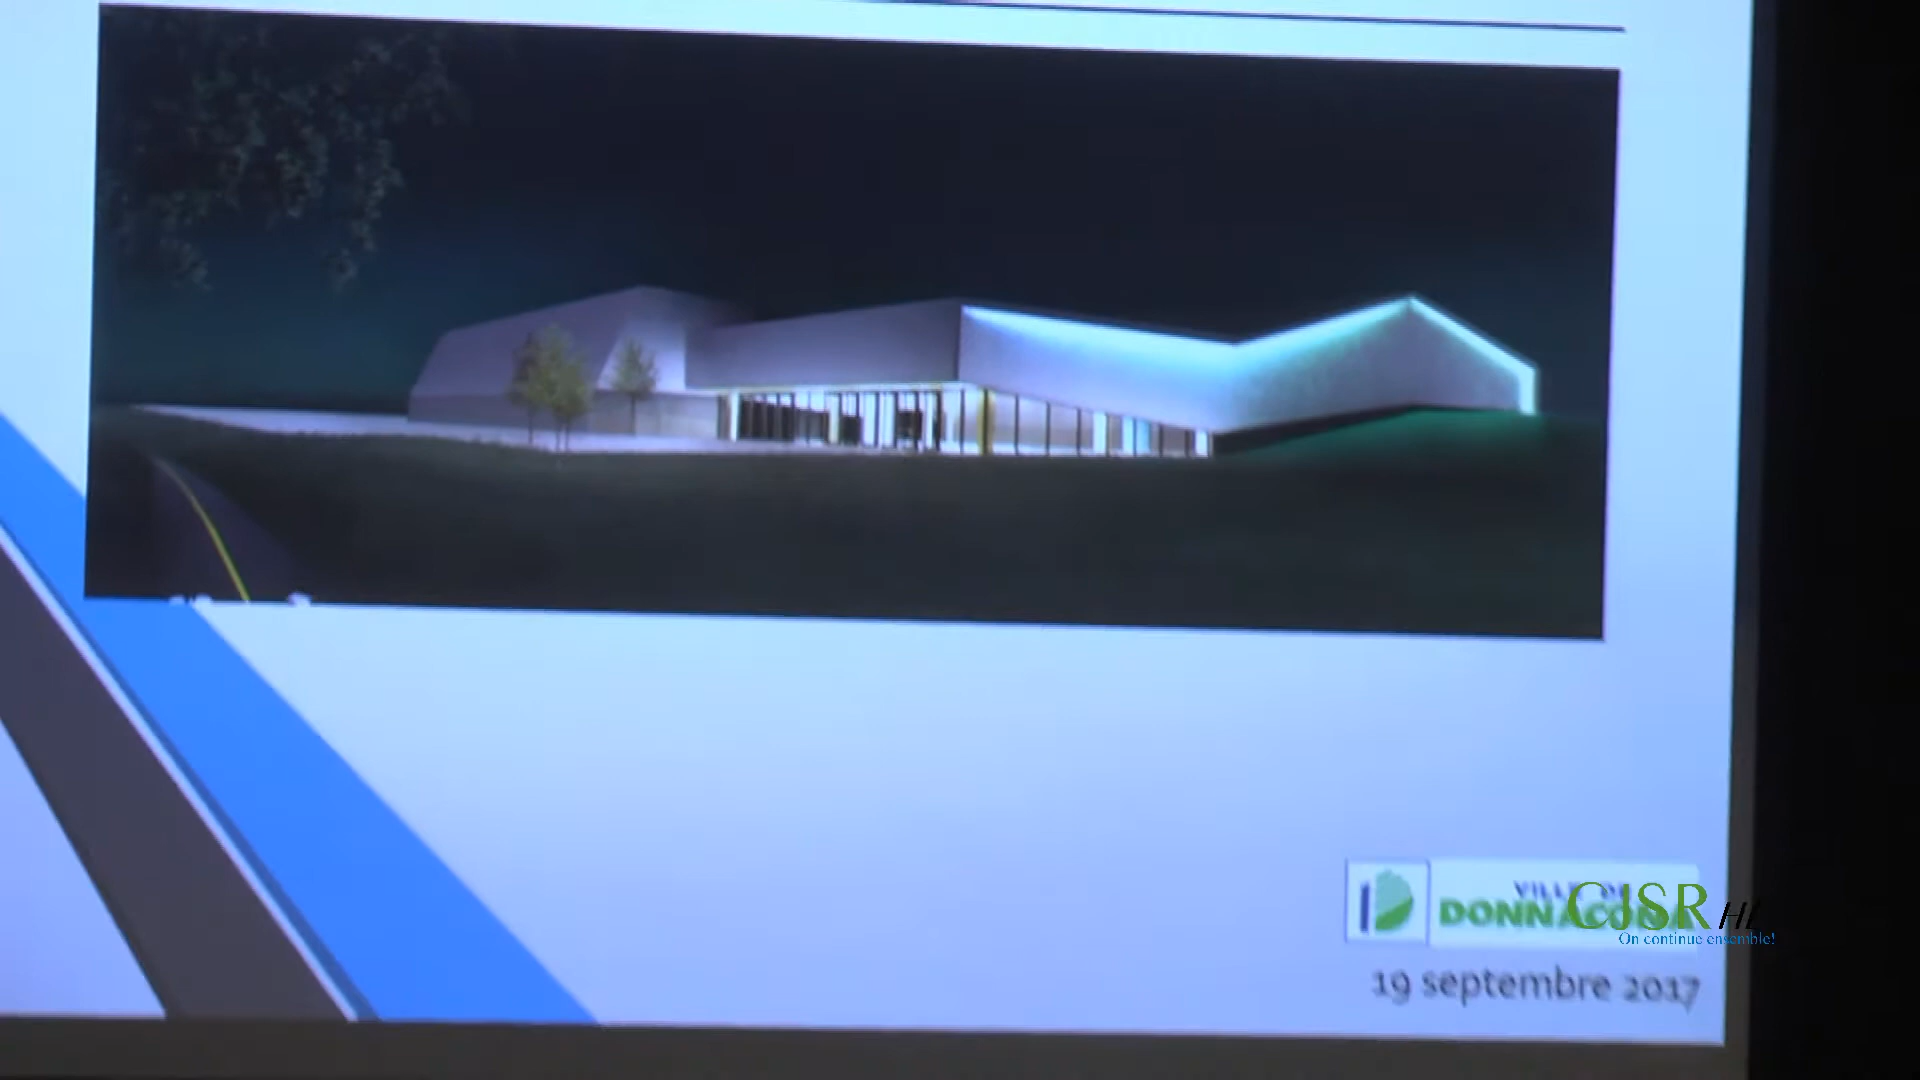 VILLE DE
DONNACONA
CJSR
On continue ensemble!
19 septembre 2017